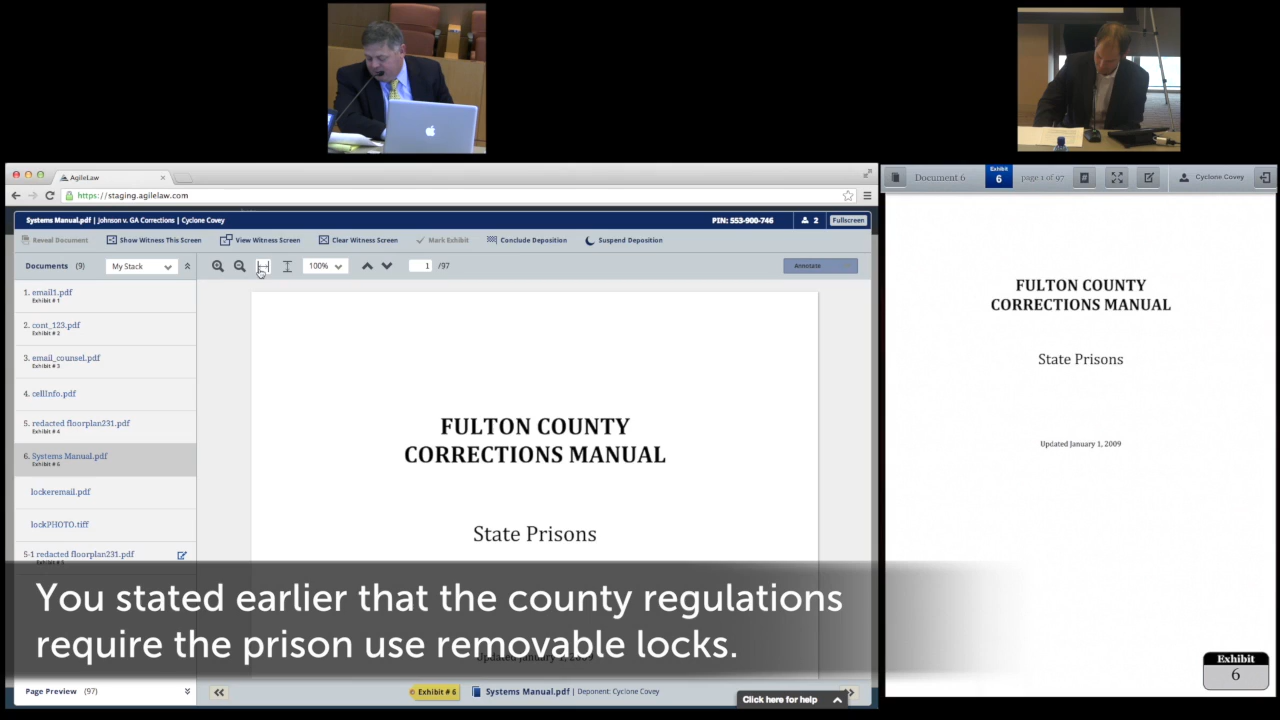 AgileLaw
https://staging.agilelaw.com
Systems Manual.pdf | Johnson v. GA Corrections | Cyclone Covey
PIN: 553-900-746
2
Fullscreen
Reveal Document
Show Witness This Screen
View Witness Screen
Clear Witness Screen
Mark Exhibit
Conclude Deposition
Suspend Deposition
Documents (9)
My Stack
100%
1 /97
Annotate
1. email1.pdf
Exhibit # 1
2. cont_123.pdf
Exhibit # 2
3. email_counsel.pdf
Exhibit # 3
4. cellInfo.pdf
5. redacted floorplan231.pdf
Exhibit # 4
6. Systems Manual.pdf
Exhibit # 6
lockeremail.pdf
lockPHOTO.tiff
5-1 redacted floorplan231.pdf
Page Preview (97)
FULTON COUNTY
CORRECTIONS MANUAL
State Prisons
Updated January 1, 2009
Exhibit # 6
Systems Manual.pdf | Deponent: Cyclone Covey
Click here for help
You stated earlier that the county regulations
require the prison use removable locks.
Document 6
Exhibit
6
page 1 of 97
Cyclone Covey
FULTON COUNTY
CORRECTIONS MANUAL
State Prisons
Updated January 1, 2009
Exhibit
6